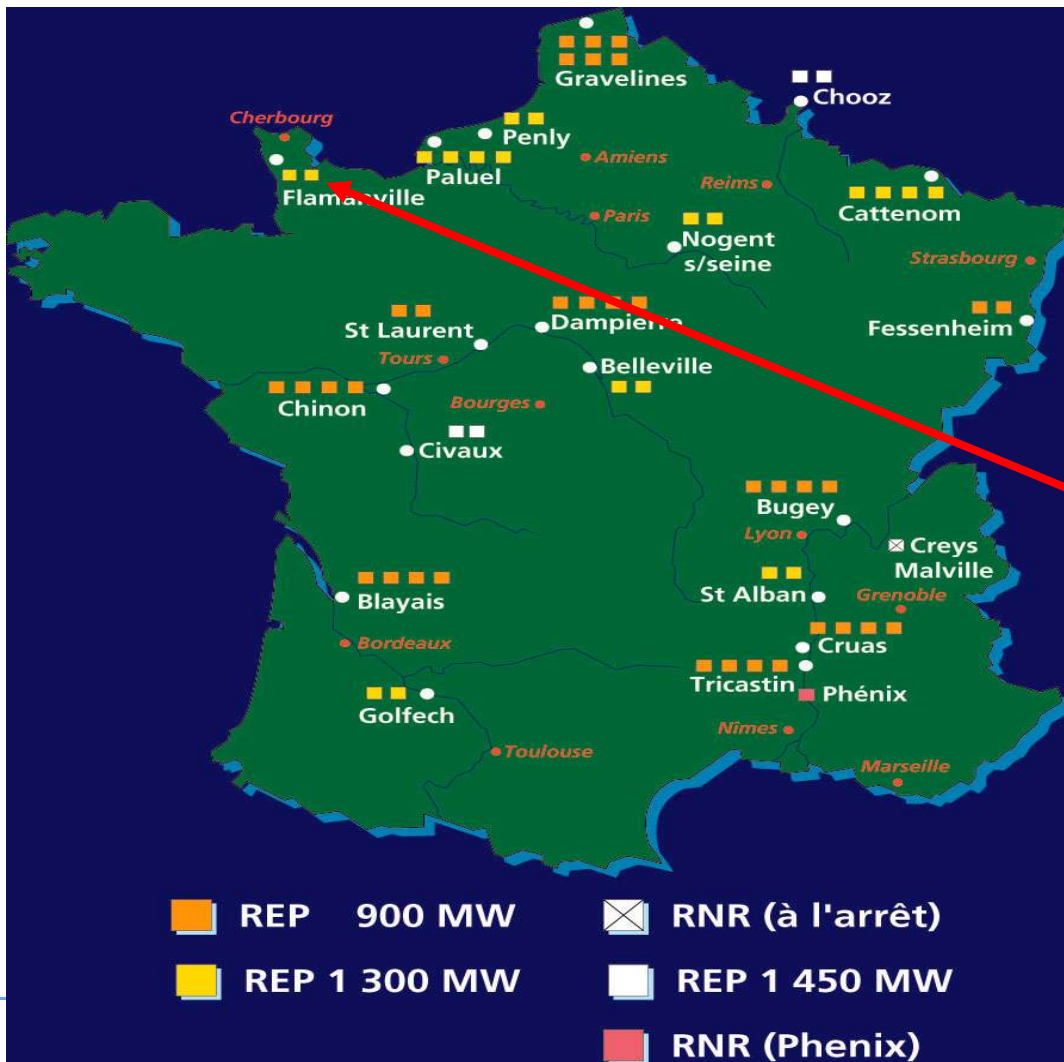 Gravelines
Chooz
Cherbourg
Penly
Amiens
Paluel
Reims
Flamanville
Cattenom
Paris
Nogent
s/seine
Strasbourg
Dampierre
St Laurent
Fessenheim
Tours
Belleville
Chinon
Bourges
Civaux
Bugey
Lyon
Creys
Malville
St Alban
Grenoble
Blayais
Bordeaux
Cruas
Tricastin
Phénix
Golfech
Nîmes
Toulouse
Marseille
REP 900 MW
RNR (à l'arrêt)
REP 1 300 MW
REP 1 450 MW
RNR (Phenix)